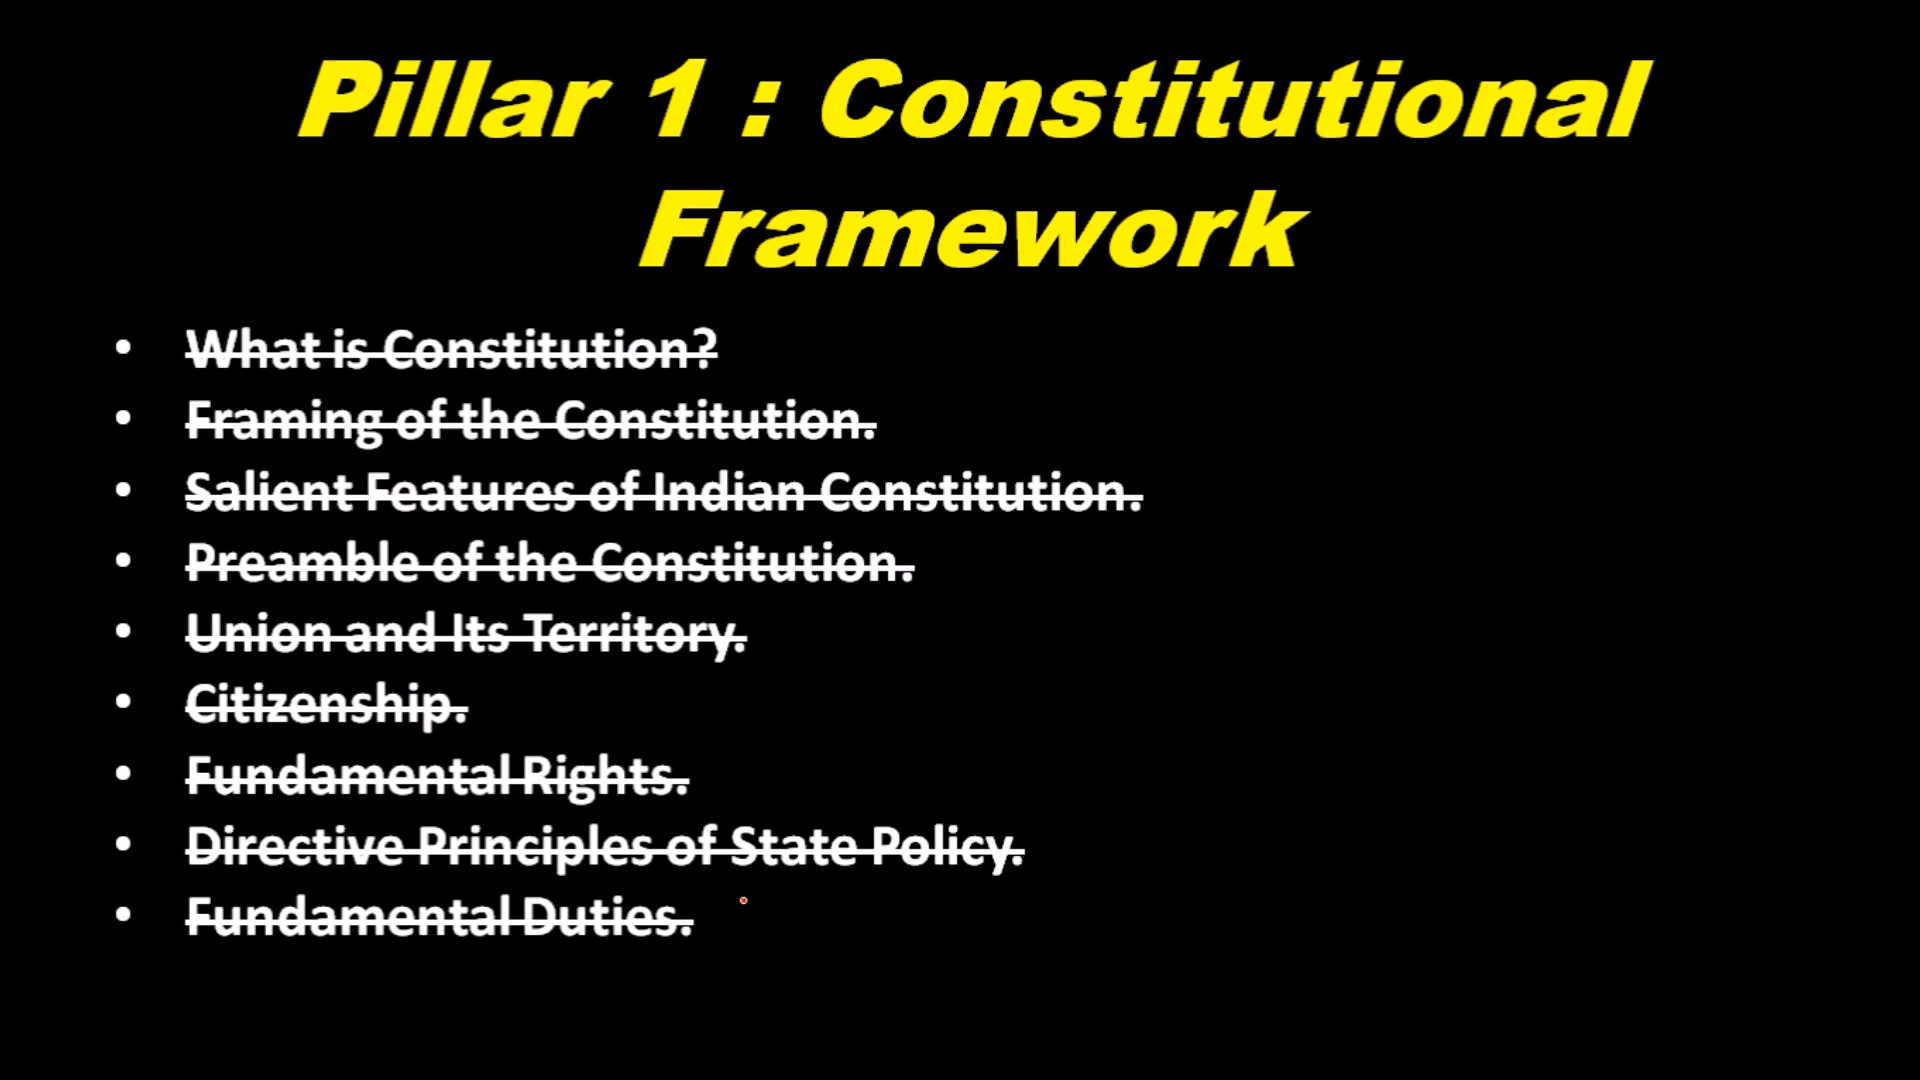 Pillar 1 : Constitutional
Framework
• What is Constitution?
• Framing of the Constitution.
• Salient Features of Indian Constitution.
• Preamble of the Constitution.
• Union and Its Territory.
• Citizenship.
• Fundamental Rights.
• Directive Principles of State Policy.
• Fundamental Duties.